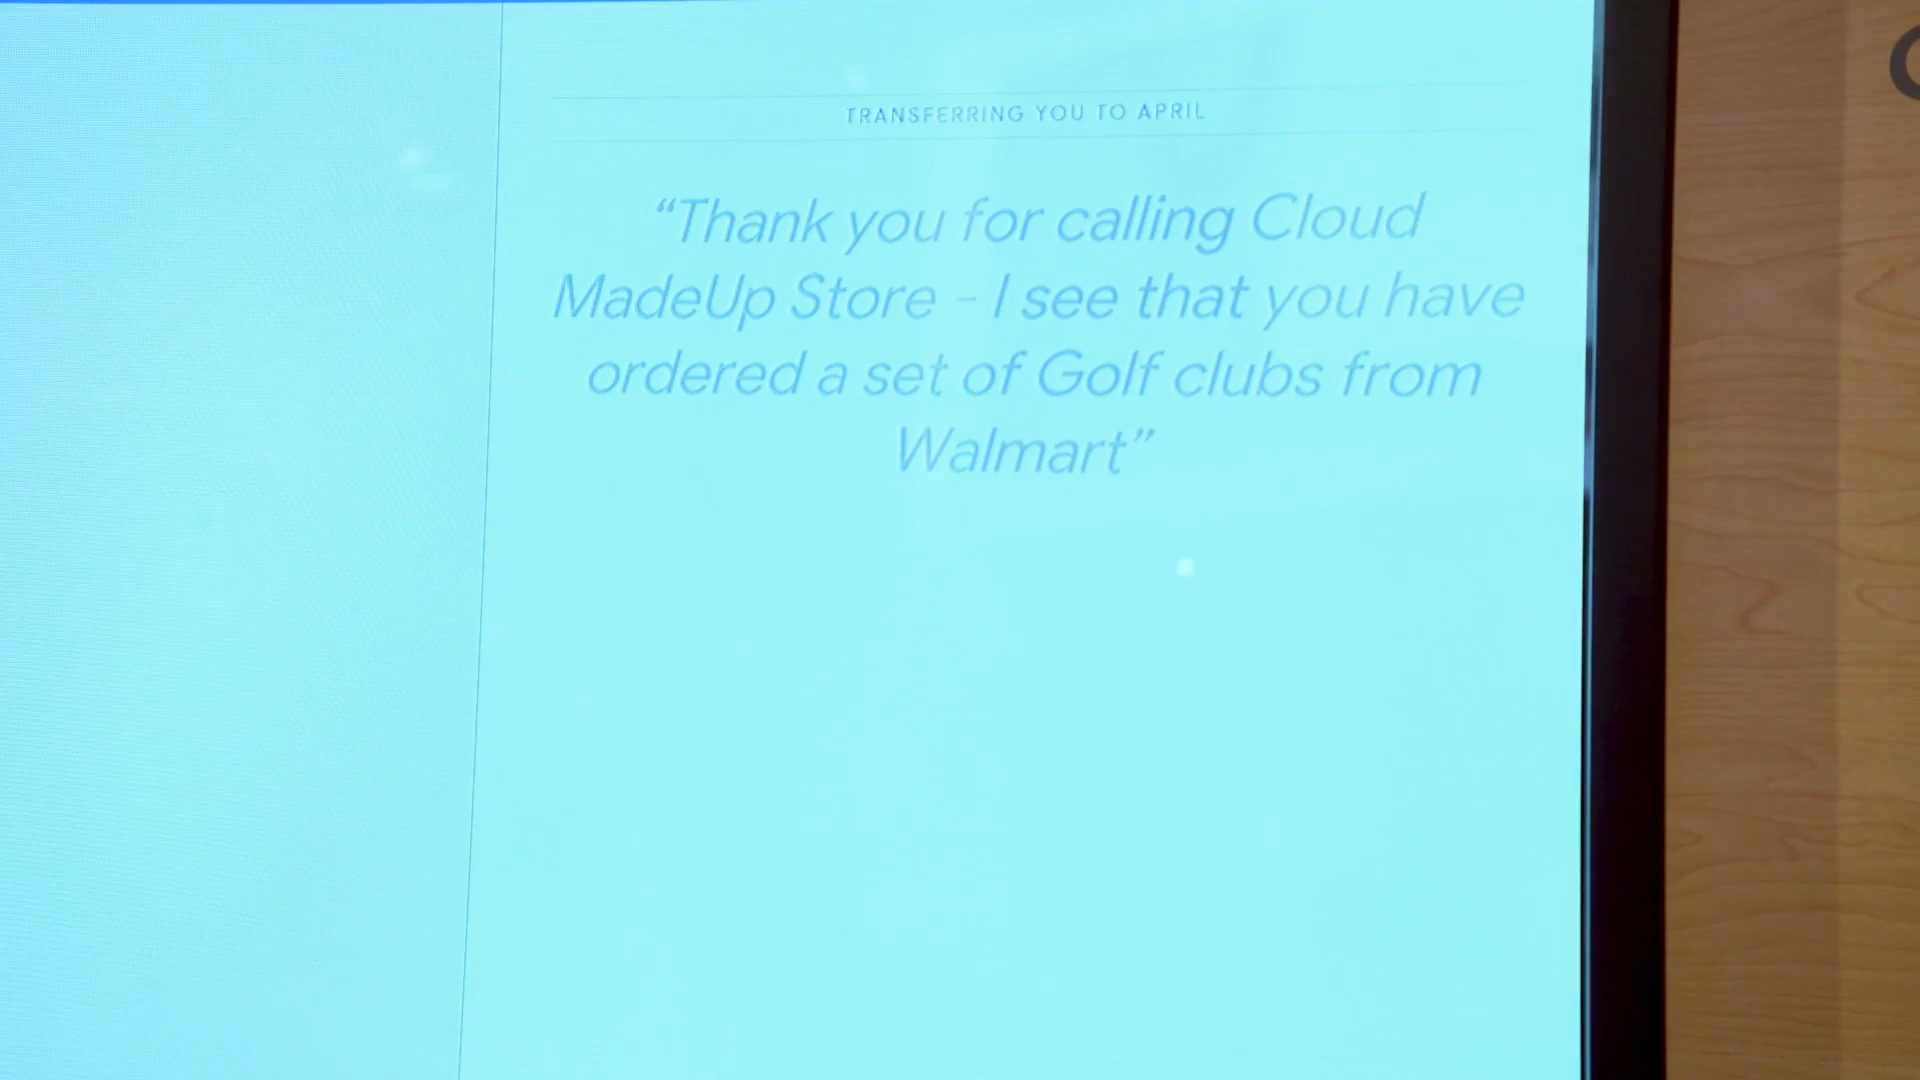 TRANSFERRING YOU TO APRIL
“Thank you for calling Cloud
MadeUp Store - I see that you have
ordered a set of Golf clubs from
Walmart”